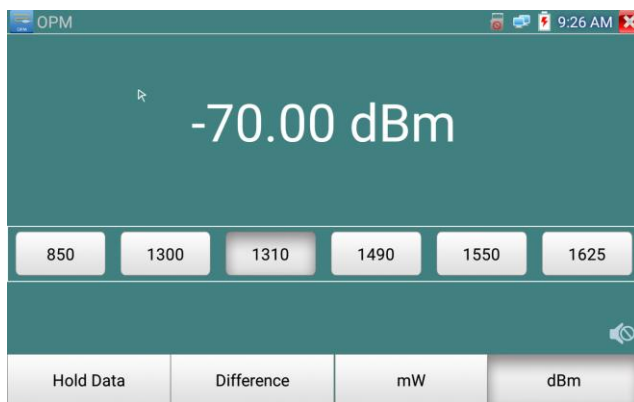 OPM
9:26 AM
-70.00 dBm
850 1300 1310 1490 1550 1625
Hold Data Difference mW dBm